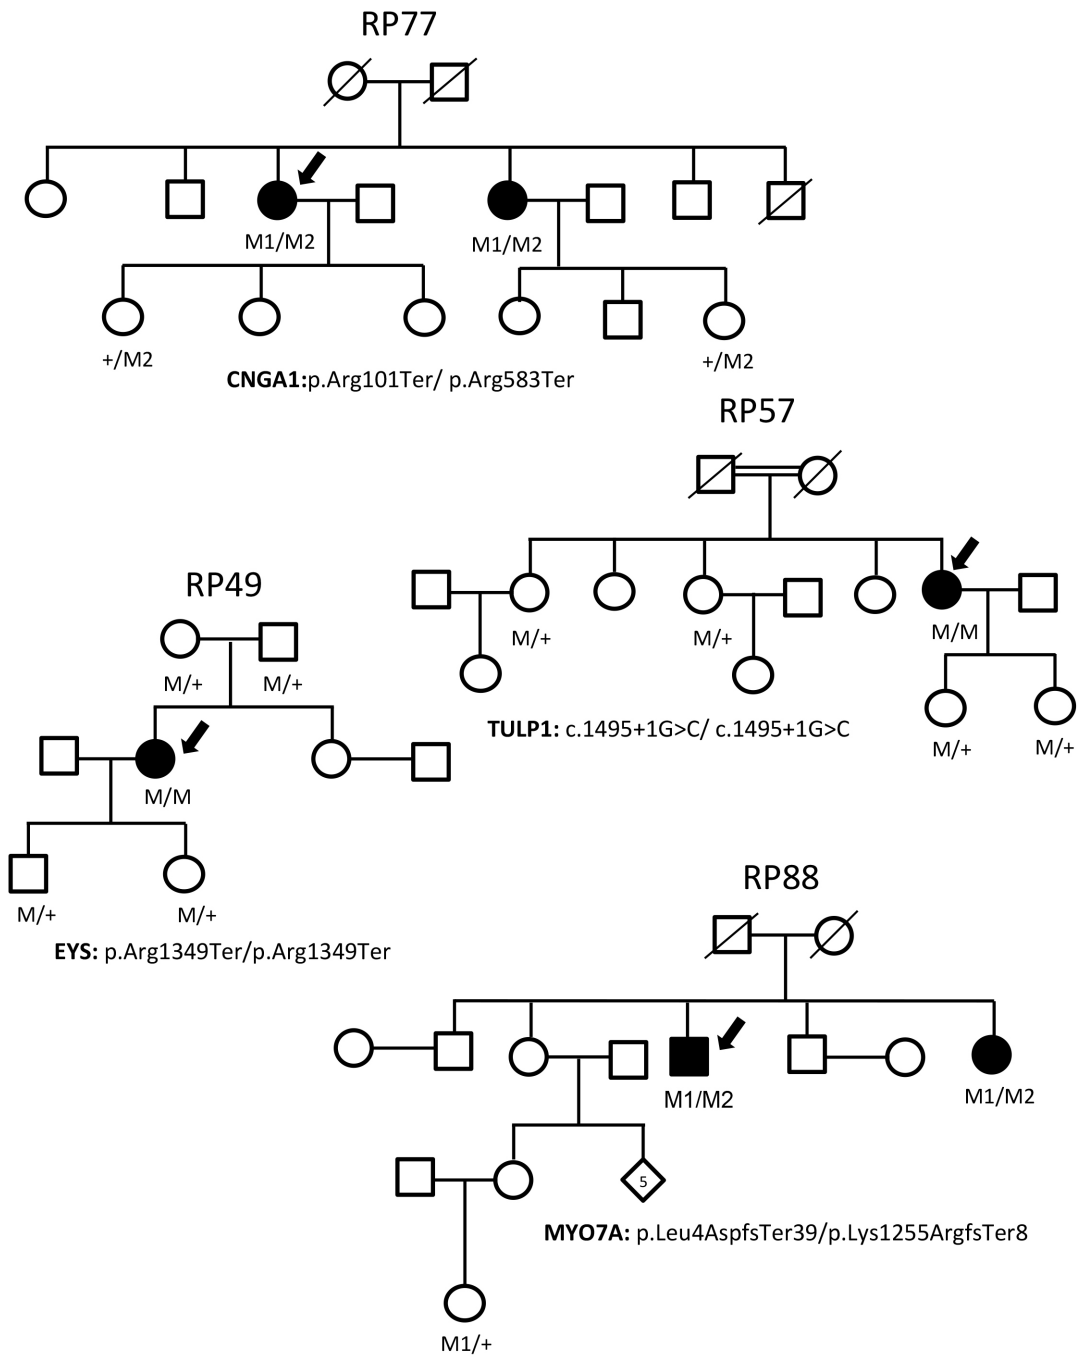 RP77
M1/M2
M1/M2
+/M2
+/M2
CNGA1:p.Arg101Ter/ p.Arg583Ter
RP57
M/+
M/+
M/M
M/+
M/+
TULP1: c.1495+1G>C/ c.1495+1G>C
RP49
M/+
M/+
M/M
M/+
M/+
EYS: p.Arg1349Ter/p.Arg1349Ter
RP88
M1/M2
M1/M2
5
MYO7A: p.Leu4AspfsTer39/p.Lys1255ArgfsTer8
M1/+